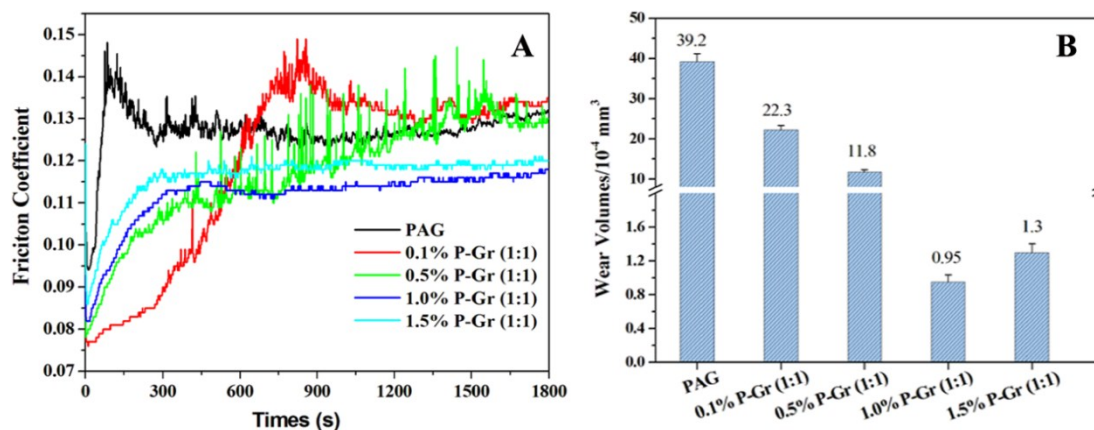 A
0.15
0.14
0.13
0.12
0.11
0.10
0.09
0.08
0.07
Friciton Coefficient
0
300
600
900
1200
1500
1800
Times (s)
PAG
0.1% P-Gr (1:1)
0.5% P-Gr (1:1)
1.0% P-Gr (1:1)
1.5% P-Gr (1:1)
B
50
40
30
20
10
2.0
1.6
1.2
0.8
0.4
0.0
Wear Volumes/10⁻⁴ mm³
39.2
22.3
11.8
0.95
1.3
PAG
0.1% P-Gr (1:1)
0.5% P-Gr (1:1)
1.0% P-Gr (1:1)
1.5% P-Gr (1:1)